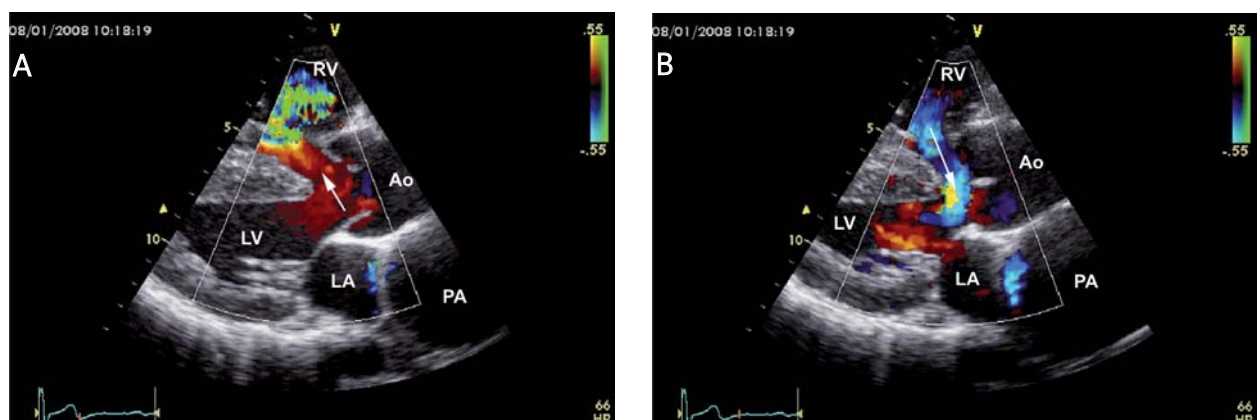 08/01/2008 10:18:19
A
V
.55
-.55
RV
5
Ao
LV
10
LA
PA
66
HR
08/01/2008 10:18:19
B
V
.55
-.55
RV
5
Ao
LV
10
LA
PA
66
HR